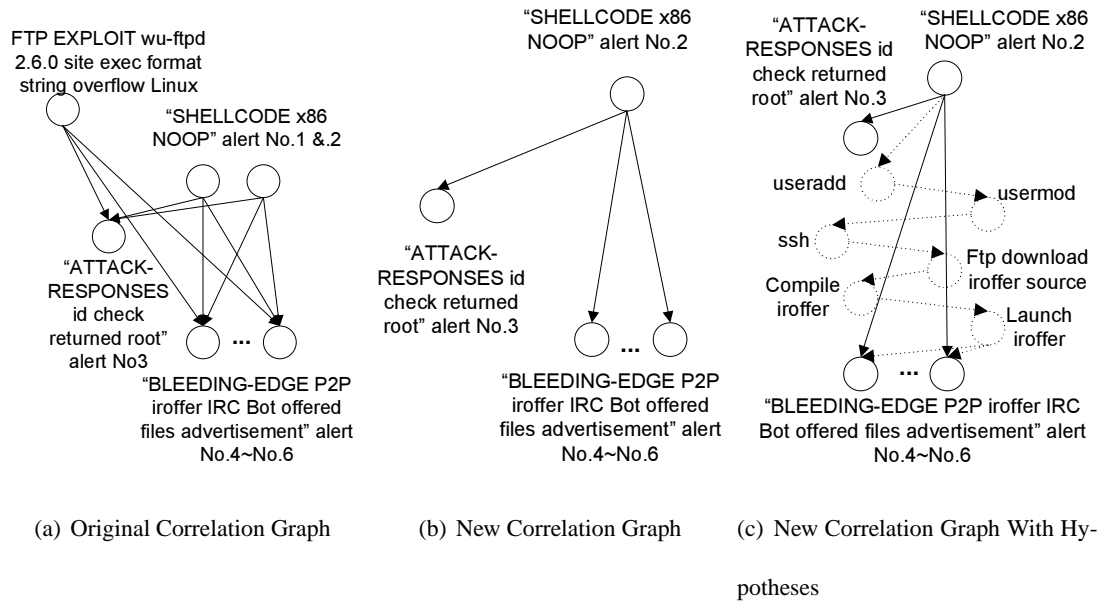 FTP EXPLOIT wu-ftpd
2.6.0 site exec format
string overflow Linux
“SHELLCODE x86
NOOP” alert No.1 &.2
“ATTACK-
RESPONSES
id check
returned root”
alert No3
...
“BLEEDING-EDGE P2P
iroffer IRC Bot offered
files advertisement” alert
No.4~No.6
(a) Original Correlation Graph
“SHELLCODE x86
NOOP” alert No.2
“ATTACK-
RESPONSES id
check returned
root” alert No.3
...
“BLEEDING-EDGE P2P
iroffer IRC Bot offered
files advertisement” alert
No.4~No.6
(b) New Correlation Graph
“ATTACK-
RESPONSES id
check returned
root” alert No.3
“SHELLCODE x86
NOOP” alert No.2
useradd
usermod
ssh
Ftp download
iroffer source
Compile
iroffer
Launch
iroffer
...
“BLEEDING-EDGE P2P iroffer IRC
Bot offered files advertisement” alert
No.4~No.6
(c) New Correlation Graph With Hy-
potheses